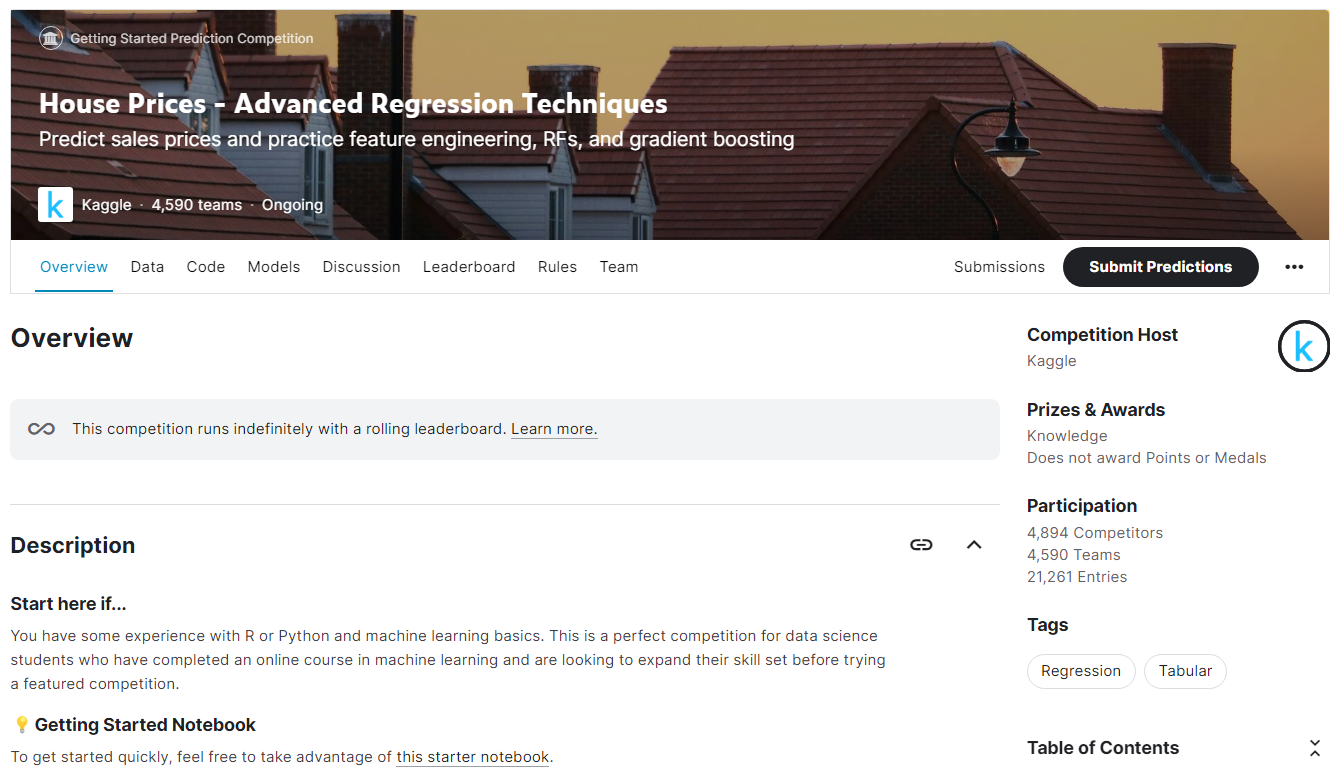 Getting Started Prediction Competition
House Prices - Advanced Regression Techniques
Predict sales prices and practice feature engineering, RFs, and gradient boosting
k Kaggle · 4,590 teams · Ongoing
Overview Data Code Models Discussion Leaderboard Rules Team Submissions Submit Predictions
Overview
This competition runs indefinitely with a rolling leaderboard. Learn more.
Description
Start here if...
You have some experience with R or Python and machine learning basics. This is a perfect competition for data science
students who have completed an online course in machine learning and are looking to expand their skill set before trying
a featured competition.
💡Getting Started Notebook
To get started quickly, feel free to take advantage of this starter notebook.
Competition Host
Kaggle
k
Prizes & Awards
Knowledge
Does not award Points or Medals
Participation
4,894 Competitors
4,590 Teams
21,261 Entries
Tags
Regression Tabular
Table of Contents